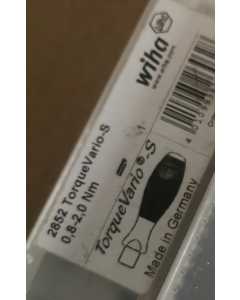 wiha
www.wiha.com
2852 TorqueVario-S
0,8-2,0 Nm
TorqueVario®-S
Made in Germany